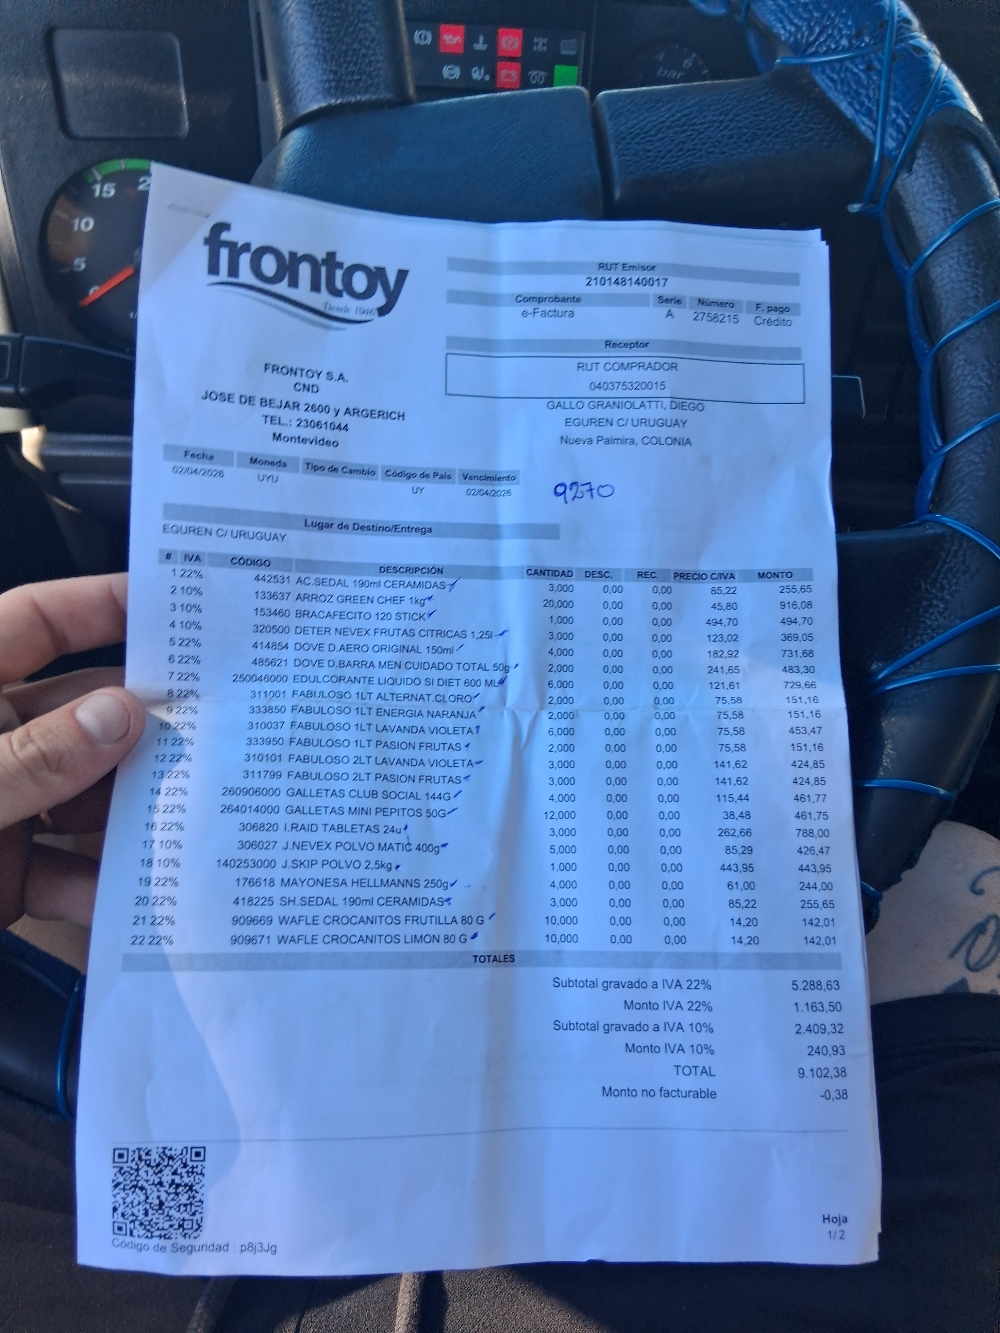 frontoy
Desde 1940
FRONTOY S.A.
CND
JOSE DE BEJAR 2600 y ARGERICH
TEL.: 23061044
Montevideo
RUT Emisor
210148140017
Comprobante Serie Número F. pago
e-Factura A 2758215 Crédito
Receptor
RUT COMPRADOR
040375320015
GALLO GRANIOLATTI, DIEGO
EGUREN C/ URUGUAY
Nueva Palmira, COLONIA
Fecha Moneda Tipo de Cambio Código de País Vencimiento
02/04/2026 UYU UY 02/04/2026
9270
Lugar de Destino/Entrega
EGUREN C/ URUGUAY
# IVA CÓDIGO DESCRIPCIÓN CANTIDAD DESC. REC. PRECIO C/IVA MONTO
1 22% 442531 AC.SEDAL 190ml CERAMIDAS 3,000 0,00 0,00 85,22 255,65
2 10% 133637 ARROZ GREEN CHEF 1kg 20,000 0,00 0,00 45,80 916,08
3 10% 153460 BRACAFECITO 120 STICK 1,000 0,00 0,00 494,70 494,70
4 10% 320500 DETER NEVEX FRUTAS CITRICAS 1,25l 3,000 0,00 0,00 123,02 369,05
5 22% 414854 DOVE D.AERO ORIGINAL 150ml 4,000 0,00 0,00 182,92 731,68
6 22% 485621 DOVE D.BARRA MEN CUIDADO TOTAL 50g 2,000 0,00 0,00 241,65 483,30
7 22% 250046000 EDULCORANTE LIQUIDO SI DIET 600 ML 6,000 0,00 0,00 121,61 729,66
8 22% 311001 FABULOSO 1LT ALTERNAT.CLORO 2,000 0,00 0,00 75,58 151,16
9 22% 333850 FABULOSO 1LT ENERGIA NARANJA 2,000 0,00 0,00 75,58 151,16
10 22% 310037 FABULOSO 1LT LAVANDA VIOLETA 6,000 0,00 0,00 75,58 453,47
11 22% 333950 FABULOSO 1LT PASION FRUTAS 2,000 0,00 0,00 75,58 151,16
12 22% 310101 FABULOSO 2LT LAVANDA VIOLETA 3,000 0,00 0,00 141,62 424,85
13 22% 311799 FABULOSO 2LT PASION FRUTAS 3,000 0,00 0,00 141,62 424,85
14 22% 260906000 GALLETAS CLUB SOCIAL 144G 4,000 0,00 0,00 115,44 461,77
15 22% 264014000 GALLETAS MINI PEPITOS 50G 12,000 0,00 0,00 38,48 461,75
16 22% 306820 I.RAID TABLETAS 24u 3,000 0,00 0,00 262,66 788,00
17 10% 306027 J.NEVEX POLVO MATIC 400g 5,000 0,00 0,00 85,29 426,47
18 10% 140253000 J.SKIP POLVO 2,5kg 1,000 0,00 0,00 443,95 443,95
19 22% 176618 MAYONESA HELLMANNS 250g 4,000 0,00 0,00 61,00 244,00
20 22% 418225 SH.SEDAL 190ml CERAMIDAS 3,000 0,00 0,00 85,22 255,65
21 22% 909669 WAFLE CROCANITOS FRUTILLA 80 G 10,000 0,00 0,00 14,20 142,01
22 22% 909671 WAFLE CROCANITOS LIMON 80 G 10,000 0,00 0,00 14,20 142,01
TOTALES
Subtotal gravado a IVA 22% 5.288,63
Monto IVA 22% 1.163,50
Subtotal gravado a IVA 10% 2.409,32
Monto IVA 10% 240,93
TOTAL 9.102,38
Monto no facturable -0,38
Código de Seguridad : p8j3Jg
Hoja
1/ 2
15
10
5
bar